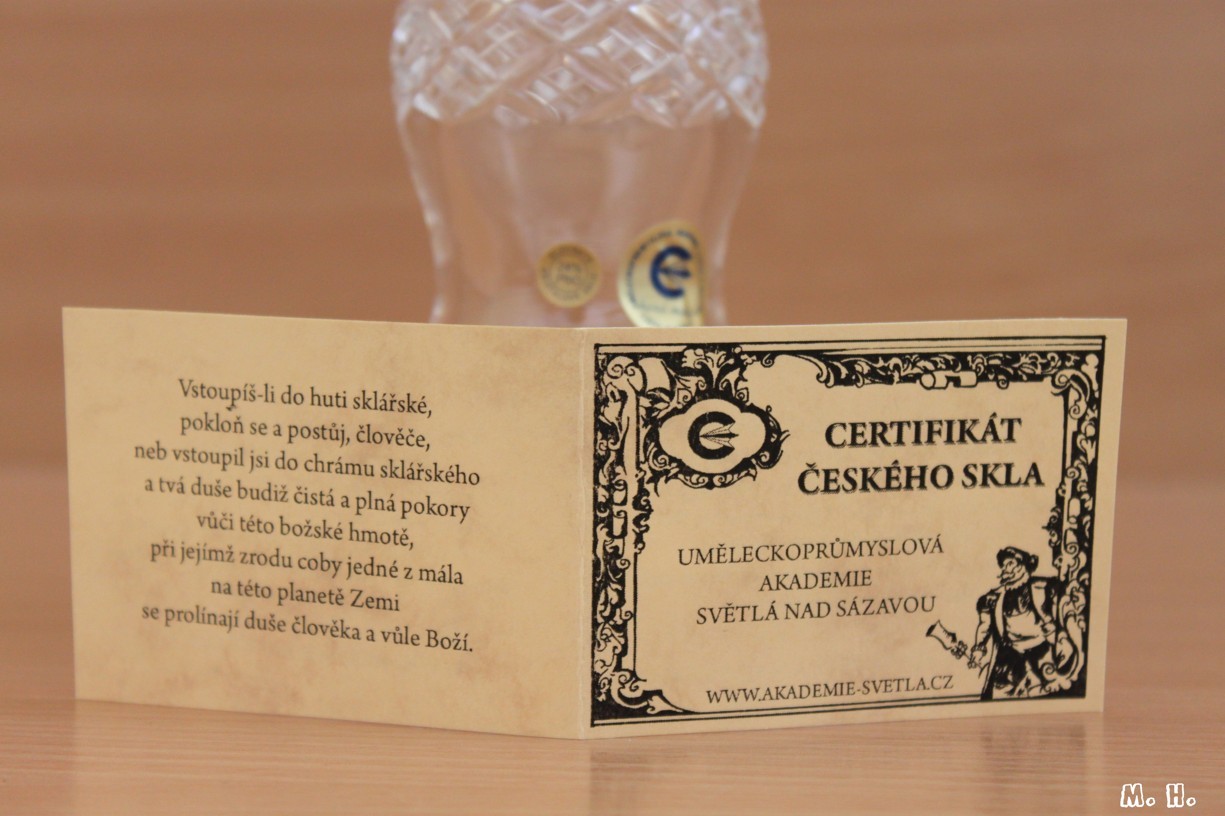 Vstoupíš-li do huti sklářské,
pokloň se a postůj, člověče,
neb vstoupil jsi do chrámu sklářského
a tvá duše budiž čistá a plná pokory
vůči této božské hmotě,
při jejímž zrodu coby jedné z mála
na této planetě Zemi
se prolínají duše člověka a vůle Boží.
CERTIFIKÁT
ČESKÉHO SKLA
UMĚLECKOPRŮMYSLOVÁ
AKADEMIE
SVĚTLÁ NAD SÁZAVOU
WWW.AKADEMIE-SVETLA.CZ
M. H.